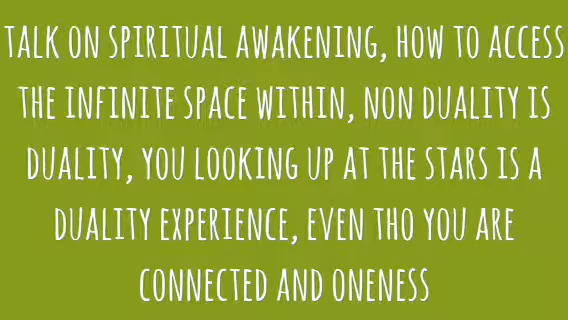 TALK ON SPIRITUAL AWAKENING, HOW TO ACCESS
THE INFINITE SPACE WITHIN, NON DUALITY IS
DUALITY, YOU LOOKING UP AT THE STARS IS A
DUALITY EXPERIENCE, EVEN THO YOU ARE
CONNECTED AND ONENESS